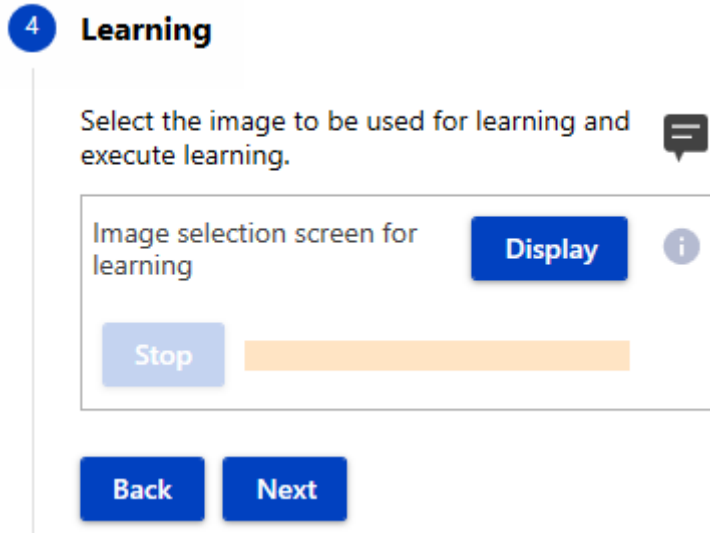 4 Learning
Select the image to be used for learning and
execute learning.
Image selection screen for
learning
Display
i
Stop
Back Next